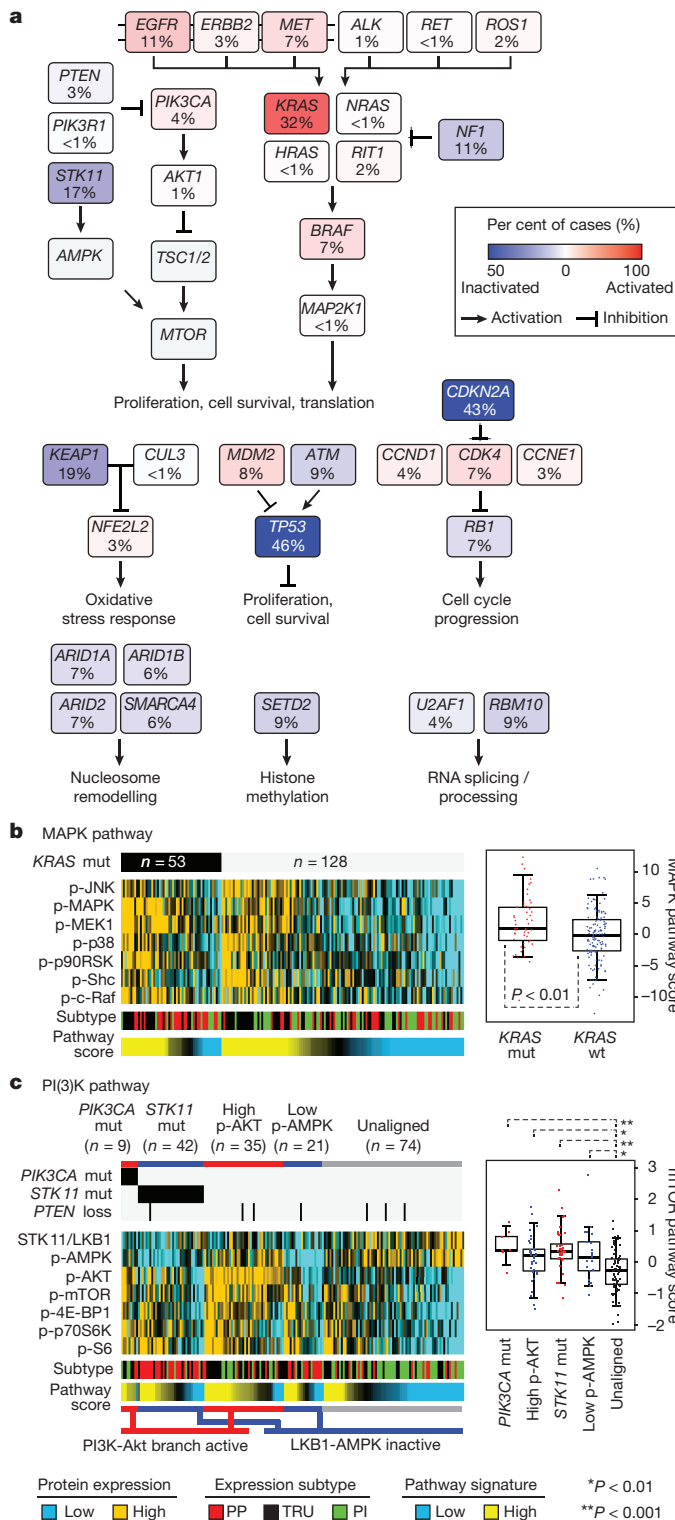 a
EGFR 11%
ERBB2 3%
MET 7%
ALK 1%
RET <1%
ROS1 2%
PTEN 3%
PIK3R1 <1%
PIK3CA 4%
KRAS 32%
NRAS <1%
HRAS <1%
RIT1 2%
NF1 11%
STK11 17%
AKT1 1%
BRAF 7%
AMPK
TSC1/2
MAP2K1 <1%
MTOR
Per cent of cases (%)
50 0 100
Inactivated Activated
Activation Inhibition
Proliferation, cell survival, translation
KEAP1 19%
CUL3 <1%
NFE2L2 3%
Oxidative
stress response
MDM2 8%
ATM 9%
TP53 46%
Proliferation,
cell survival
CDKN2A 43%
CCND1 4%
CDK4 7%
CCNE1 3%
RB1 7%
Cell cycle
progression
ARID1A 7%
ARID1B 6%
ARID2 7%
SMARCA4 6%
Nucleosome
remodelling
SETD2 9%
Histone
methylation
U2AF1 4%
RBM10 9%
RNA splicing /
processing
b MAPK pathway
KRAS mut n = 53 n = 128
p-JNK
p-MAPK
p-MEK1
p-p38
p-p90RSK
p-Shc
p-c-Raf
Subtype
Pathway
score
10
5
0
−5
−10
MAPK pathway score
P < 0.01
KRAS
mut
KRAS
wt
c PI(3)K pathway
PIK3CA
mut
(n = 9)
STK11
mut
(n = 42)
High
p-AKT
(n = 35)
Low
p-AMPK
(n = 21)
Unaligned
(n = 74)
PIK3CA mut
STK11 mut
PTEN loss
STK11/LKB1
p-AMPK
p-AKT
p-mTOR
p-4E-BP1
p-p70S6K
p-S6
Subtype
Pathway
score
PI3K-Akt branch active
LKB1-AMPK inactive
**
*
**
*
3
2
1
0
−1
−2
mTOR pathway score
PIK3CA mut
High p-AKT
STK11 mut
Low p-AMPK
Unaligned
Protein expression
Low High
Expression subtype
PP TRU PI
Pathway signature
Low High
*P < 0.01
**P < 0.001